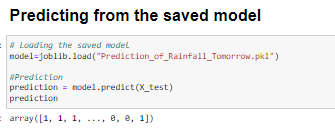 Predicting from the saved model
# Loading the saved model
model=joblib.load("Prediction_of_Rainfall_Tomorrow.pkl")
#Prediction
prediction = model.predict(X_test)
prediction
array([1, 1, 1, ..., 0, 0, 1])